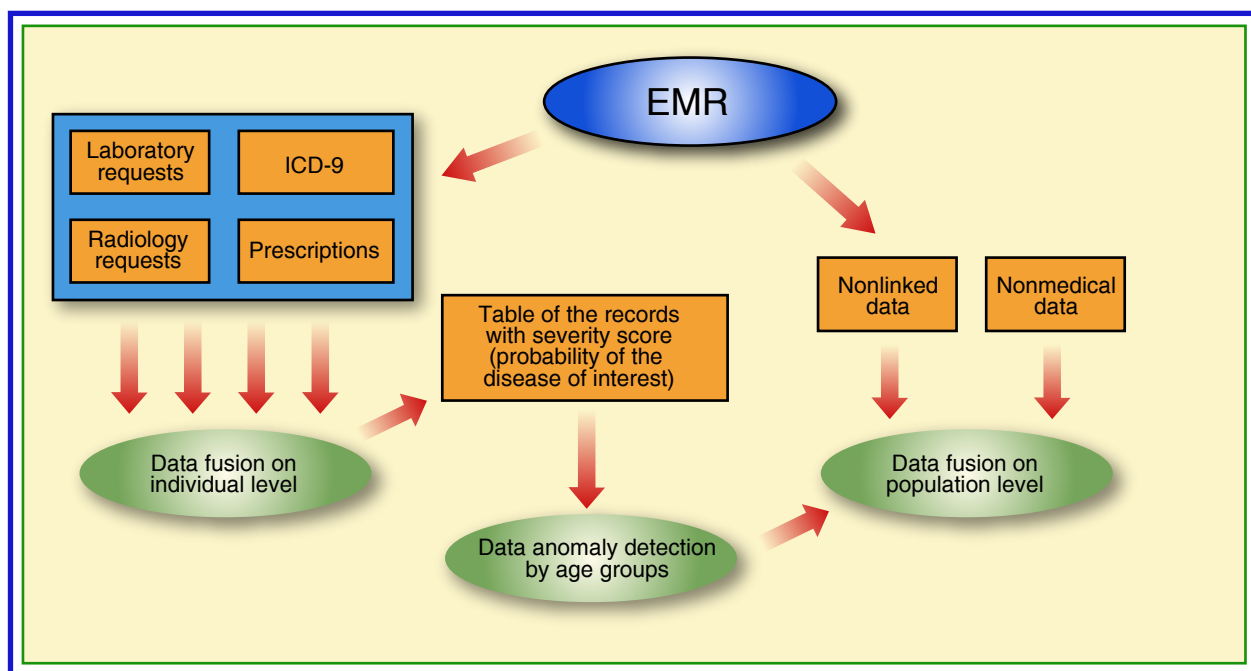 EMR
Laboratory
requests
ICD-9
Radiology
requests
Prescriptions
Nonlinked
data
Nonmedical
data
Table of the records
with severity score
(probability of the
disease of interest)
Data fusion on
individual level
Data fusion on
population level
Data anomaly detection
by age groups